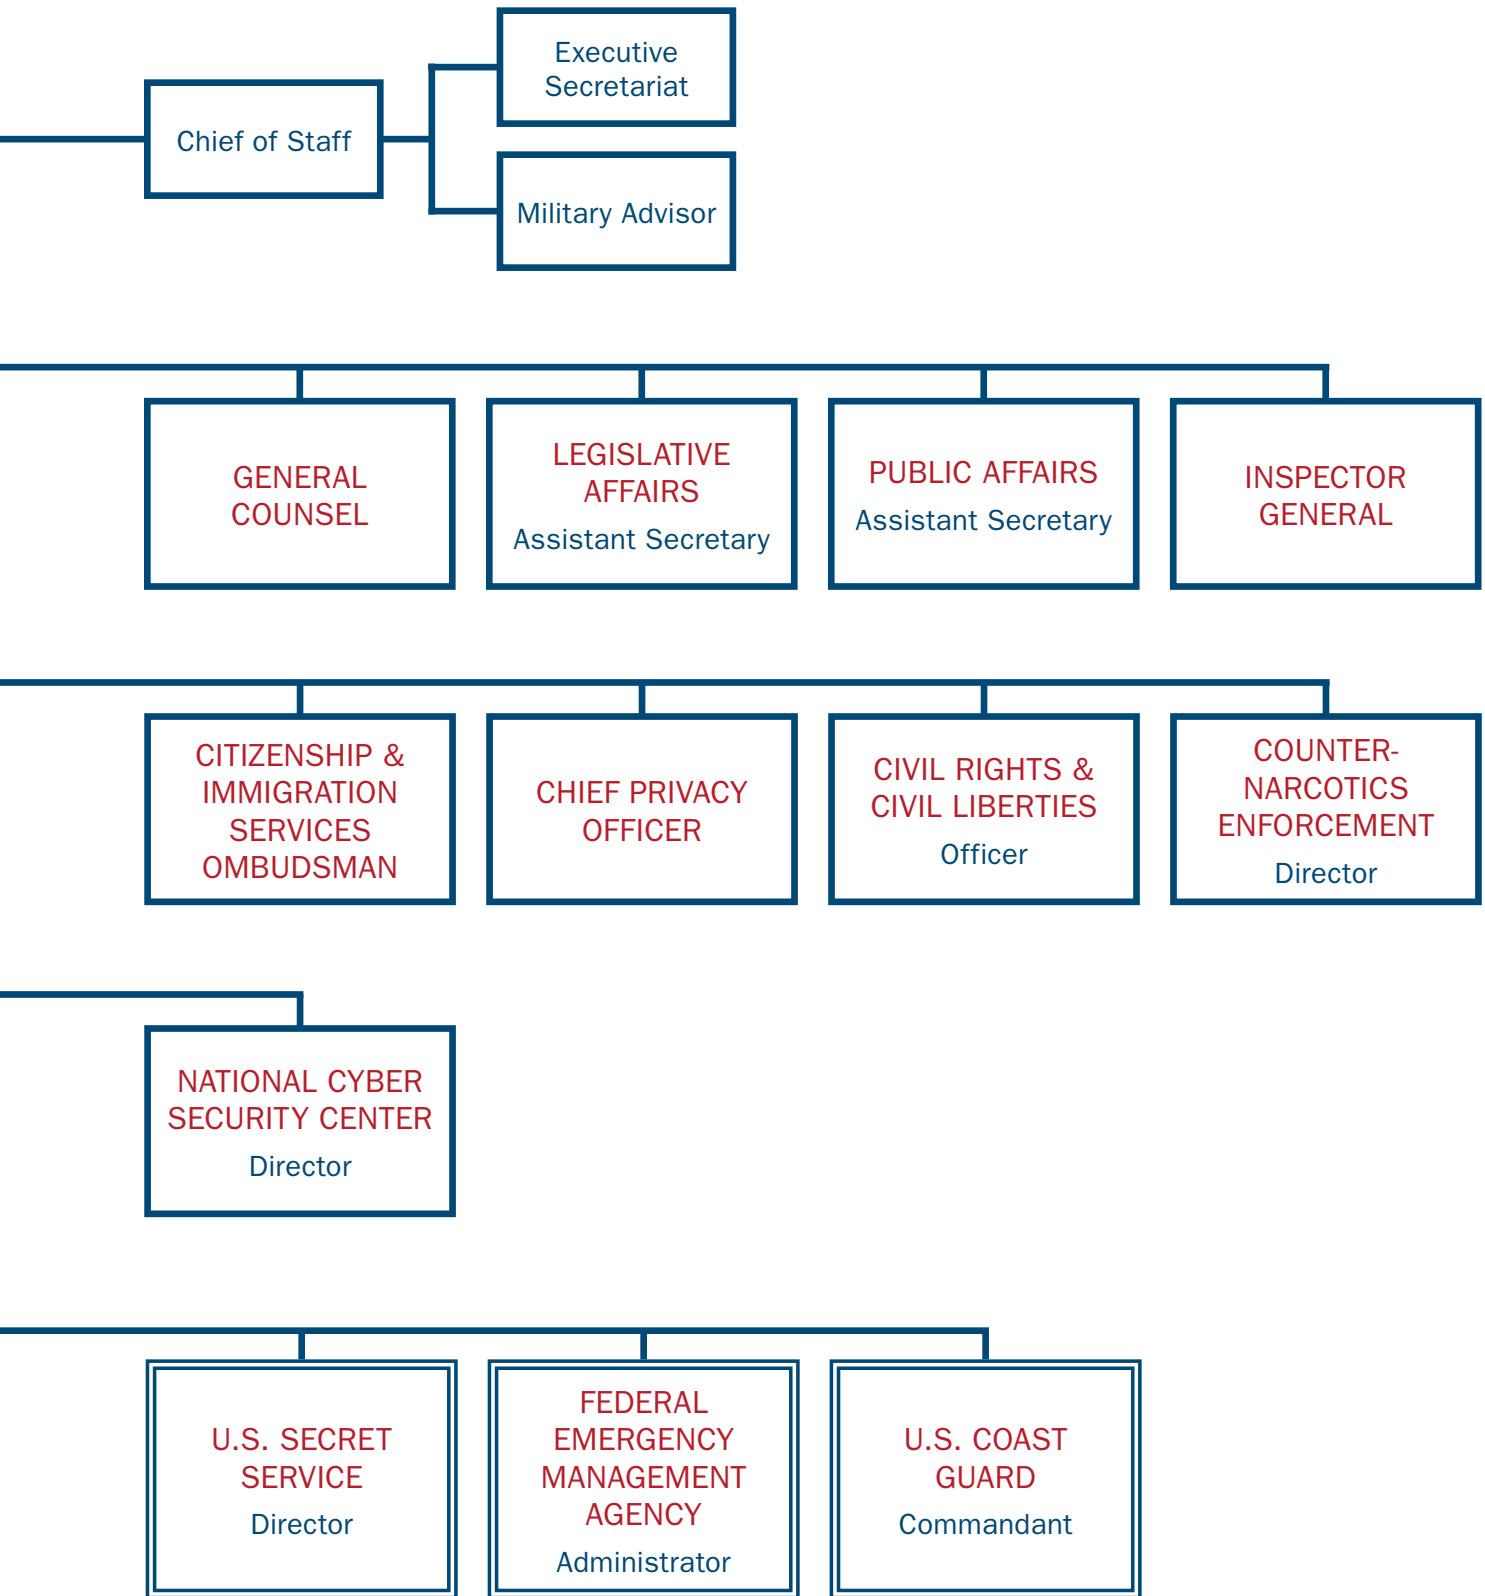 Executive
Secretariat
Chief of Staff
Military Advisor
GENERAL
COUNSEL
LEGISLATIVE
AFFAIRS
Assistant Secretary
PUBLIC AFFAIRS
Assistant Secretary
INSPECTOR
GENERAL
CITIZENSHIP &
IMMIGRATION
SERVICES
OMBUDSMAN
CHIEF PRIVACY
OFFICER
CIVIL RIGHTS &
CIVIL LIBERTIES
Officer
COUNTER-
NARCOTICS
ENFORCEMENT
Director
NATIONAL CYBER
SECURITY CENTER
Director
U.S. SECRET
SERVICE
Director
FEDERAL
EMERGENCY
MANAGEMENT
AGENCY
Administrator
U.S. COAST
GUARD
Commandant